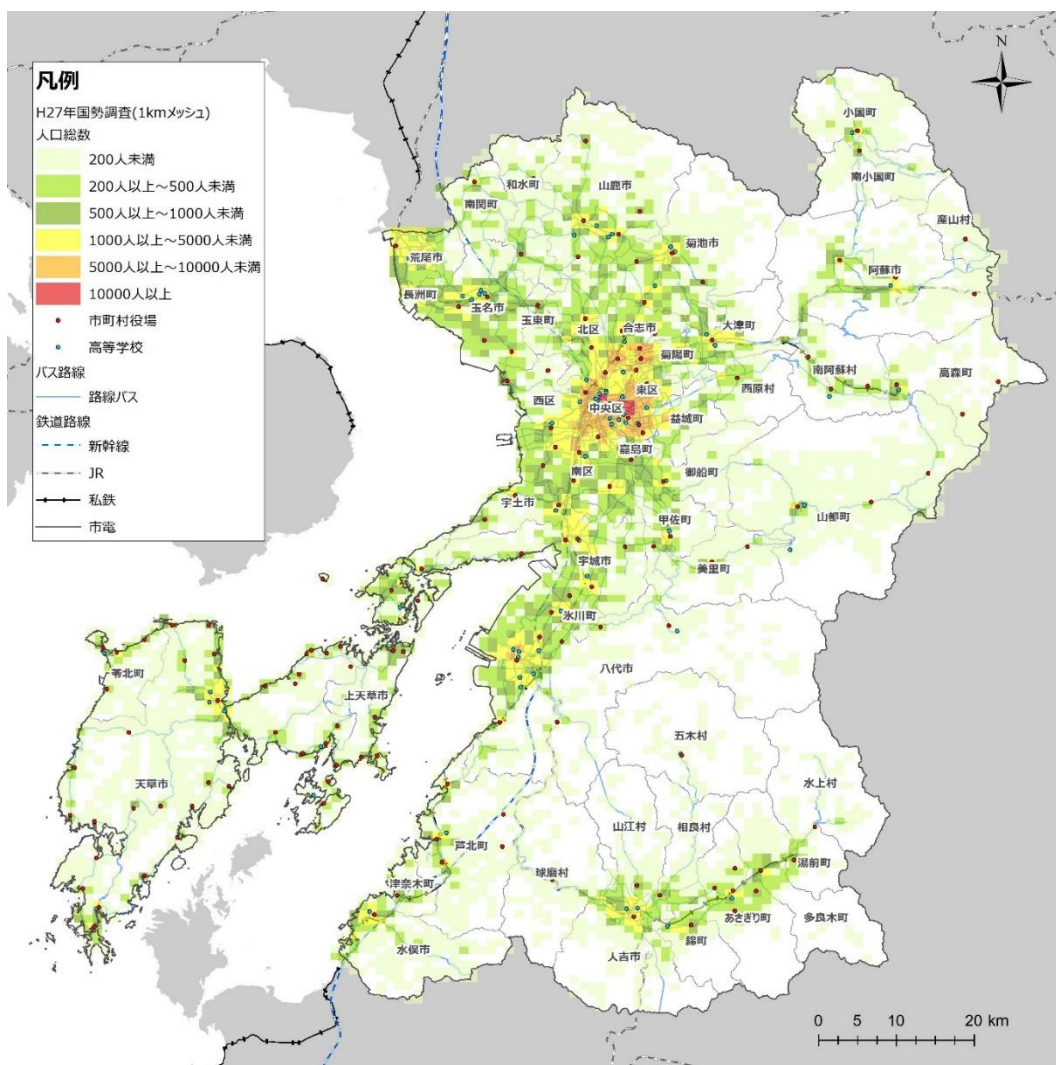 凡例
H27年国勢調査(1kmメッシュ)
人口総数
200人未満
200人以上～500人未満
500人以上～1000人未満
1000人以上～5000人未満
5000人以上～10000人未満
10000人以上
市町村役場
高等学校
バス路線
路線バス
鉄道路線
新幹線
JR
私鉄
市電
N
小国町
南小国町
産山村
和水町
山鹿市
南関町
菊池市
荒尾市
阿蘇市
長洲町
玉名市
玉東町
北区
合志市
大津町
菊陽町
南阿蘇村
高森町
西区
東区
西原村
中央区
益城町
嘉島町
南区
御船町
宇土市
甲佐町
山都町
宇城市
美里町
氷川町
八代市
苓北町
上天草市
五木村
天草市
水上村
山江村
相良村
芦北町
湯前町
球磨村
津奈木町
あさぎり町
多良木町
錦町
水俣市
人吉市
0 5 10 20 km